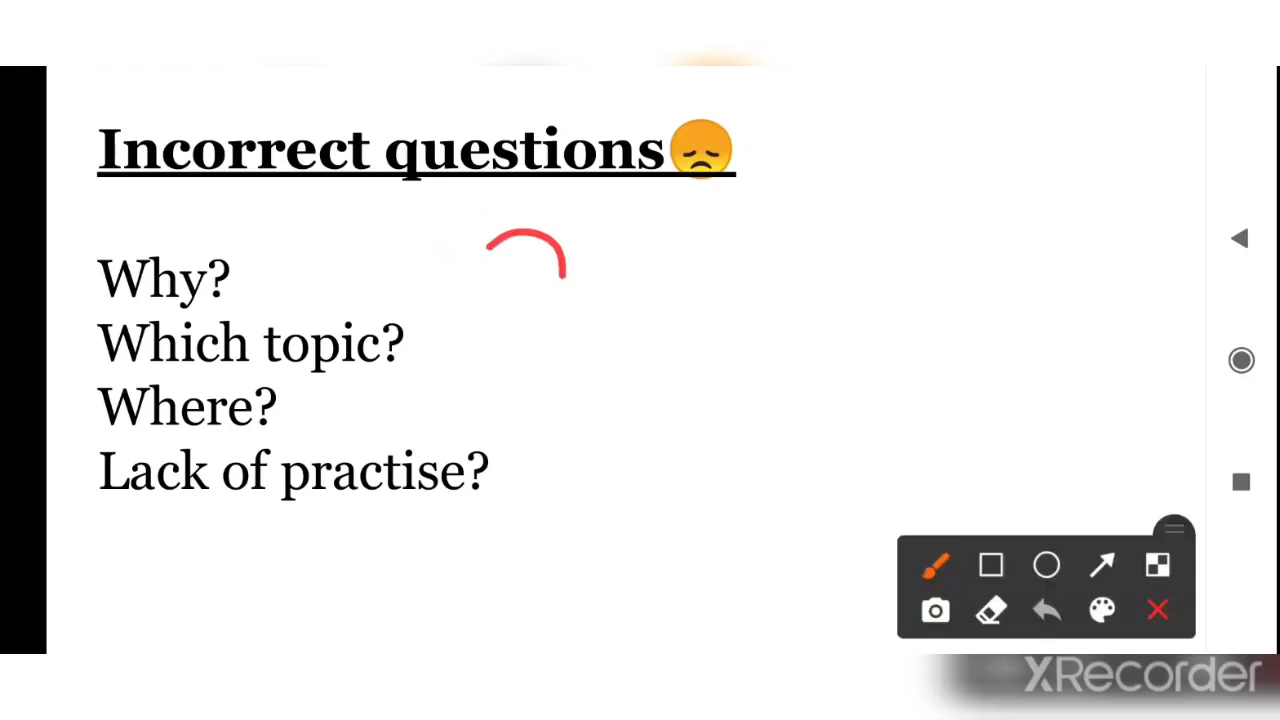 Incorrect questions😞
Why?
Which topic?
Where?
Lack of practise?
XRecorder